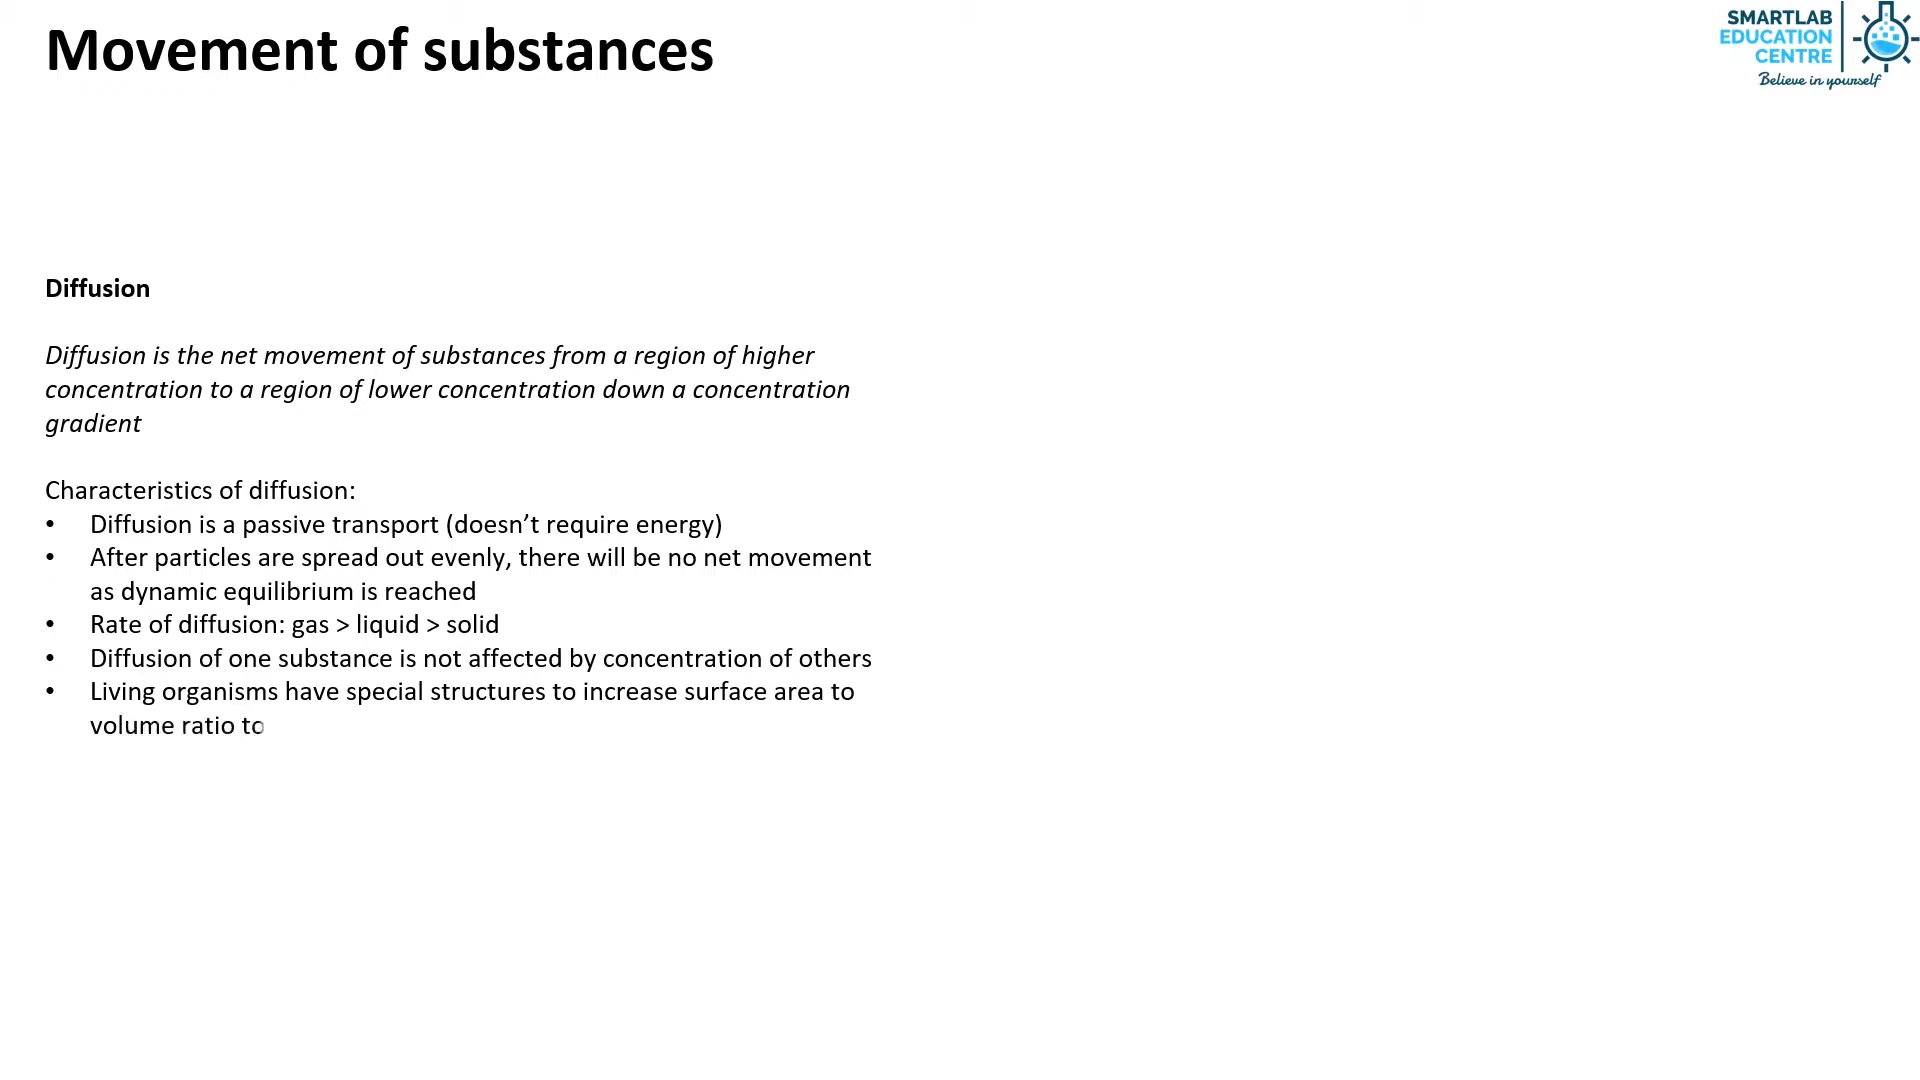 Movement of substances
SMARTLAB
EDUCATION
CENTRE
Believe in yourself
Diffusion
Diffusion is the net movement of substances from a region of higher
concentration to a region of lower concentration down a concentration
gradient
Characteristics of diffusion:
• Diffusion is a passive transport (doesn’t require energy)
• After particles are spread out evenly, there will be no net movement
as dynamic equilibrium is reached
• Rate of diffusion: gas > liquid > solid
• Diffusion of one substance is not affected by concentration of others
• Living organisms have special structures to increase surface area to
volume ratio to